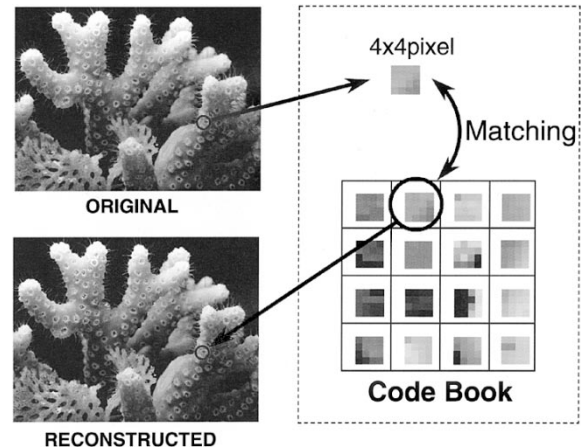 ORIGINAL
RECONSTRUCTED
4x4pixel
Matching
Code Book